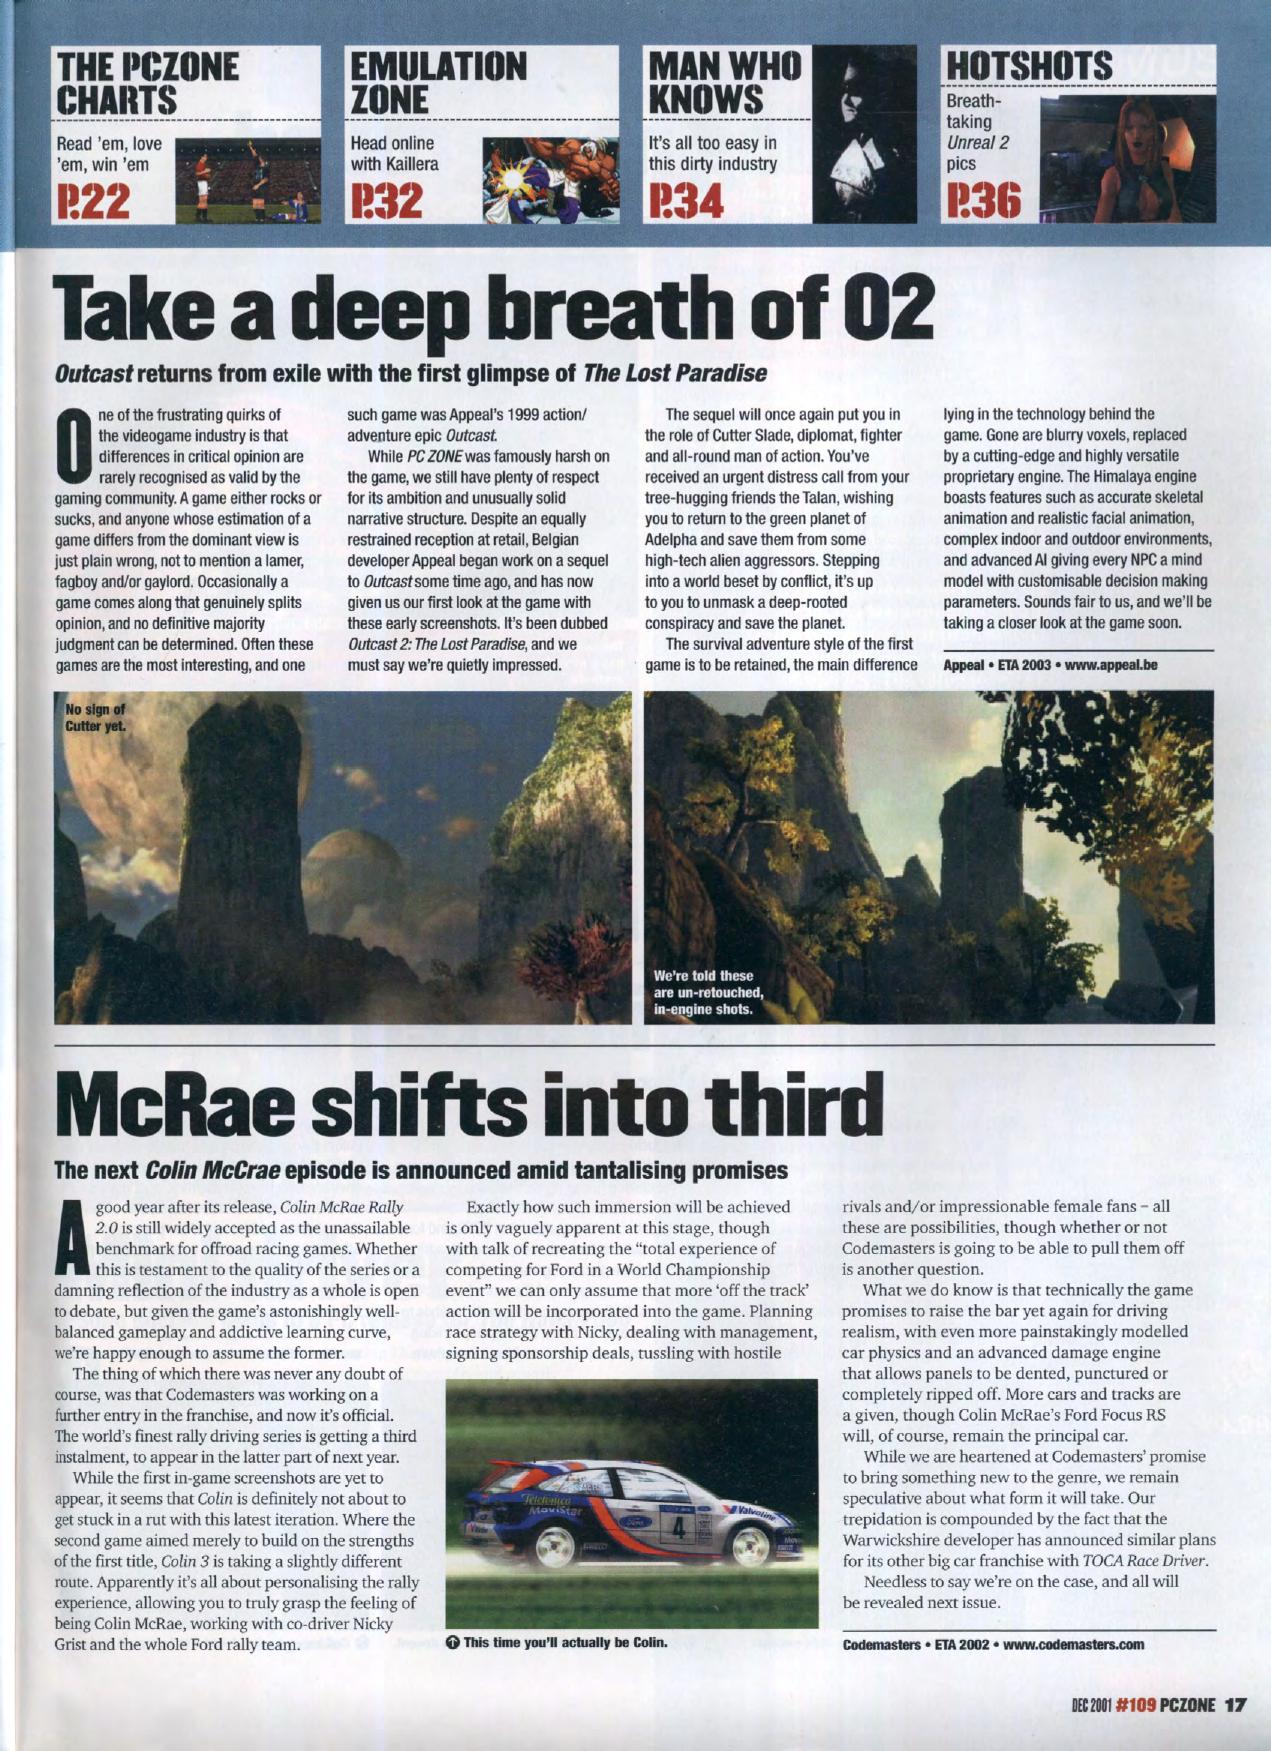 THE PCZONE
CHARTS
Read 'em, love
'em, win 'em
P.22
EMULATION
ZONE
Head online
with Kaillera
P.32
MAN WHO
KNOWS
It's all too easy in
this dirty industry
P.34
HOTSHOTS
Breath-
taking
Unreal 2
pics
P.36
Take a deep breath of 02
Outcast returns from exile with the first glimpse of The Lost Paradise
One of the frustrating quirks of
the videogame industry is that
differences in critical opinion are
rarely recognised as valid by the
gaming community. A game either rocks or
sucks, and anyone whose estimation of a
game differs from the dominant view is
just plain wrong, not to mention a lamer,
fagboy and/or gaylord. Occasionally a
game comes along that genuinely splits
opinion, and no definitive majority
judgment can be determined. Often these
games are the most interesting, and one
such game was Appeal's 1999 action/
adventure epic Outcast.
While PC ZONE was famously harsh on
the game, we still have plenty of respect
for its ambition and unusually solid
narrative structure. Despite an equally
restrained reception at retail, Belgian
developer Appeal began work on a sequel
to Outcast some time ago, and has now
given us our first look at the game with
these early screenshots. It's been dubbed
Outcast 2: The Lost Paradise, and we
must say we're quietly impressed.
The sequel will once again put you in
the role of Cutter Slade, diplomat, fighter
and all-round man of action. You've
received an urgent distress call from your
tree-hugging friends the Talan, wishing
you to return to the green planet of
Adelpha and save them from some
high-tech alien aggressors. Stepping
into a world beset by conflict, it's up
to you to unmask a deep-rooted
conspiracy and save the planet.
The survival adventure style of the first
game is to be retained, the main difference
lying in the technology behind the
game. Gone are blurry voxels, replaced
by a cutting-edge and highly versatile
proprietary engine. The Himalaya engine
boasts features such as accurate skeletal
animation and realistic facial animation,
complex indoor and outdoor environments,
and advanced AI giving every NPC a mind
model with customisable decision making
parameters. Sounds fair to us, and we'll be
taking a closer look at the game soon.
Appeal • ETA 2003 • www.appeal.be
No sign of
Cutter yet.
We're told these
are un-retouched,
in-engine shots.
McRae shifts into third
The next Colin McCrae episode is announced amid tantalising promises
A good year after its release, Colin McRae Rally
2.0 is still widely accepted as the unassailable
benchmark for offroad racing games. Whether
this is testament to the quality of the series or a
damning reflection of the industry as a whole is open
to debate, but given the game's astonishingly well-
balanced gameplay and addictive learning curve,
we're happy enough to assume the former.
The thing of which there was never any doubt of
course, was that Codemasters was working on a
further entry in the franchise, and now it's official.
The world's finest rally driving series is getting a third
instalment, to appear in the latter part of next year.
While the first in-game screenshots are yet to
appear, it seems that Colin is definitely not about to
get stuck in a rut with this latest iteration. Where the
second game aimed merely to build on the strengths
of the first title, Colin 3 is taking a slightly different
route. Apparently it's all about personalising the rally
experience, allowing you to truly grasp the feeling of
being Colin McRae, working with co-driver Nicky
Grist and the whole Ford rally team.
Exactly how such immersion will be achieved
is only vaguely apparent at this stage, though
with talk of recreating the "total experience of
competing for Ford in a World Championship
event" we can only assume that more 'off the track'
action will be incorporated into the game. Planning
race strategy with Nicky, dealing with management,
signing sponsorship deals, tussling with hostile
Telefónica
MoviStar
4
Valvoline
This time you'll actually be Colin.
rivals and/or impressionable female fans – all
these are possibilities, though whether or not
Codemasters is going to be able to pull them off
is another question.
What we do know is that technically the game
promises to raise the bar yet again for driving
realism, with even more painstakingly modelled
car physics and an advanced damage engine
that allows panels to be dented, punctured or
completely ripped off. More cars and tracks are
a given, though Colin McRae's Ford Focus RS
will, of course, remain the principal car.
While we are heartened at Codemasters' promise
to bring something new to the genre, we remain
speculative about what form it will take. Our
trepidation is compounded by the fact that the
Warwickshire developer has announced similar plans
for its other big car franchise with TOCA Race Driver.
Needless to say we're on the case, and all will
be revealed next issue.
Codemasters • ETA 2002 • www.codemasters.com
DEC 2001 #109 PCZONE 17